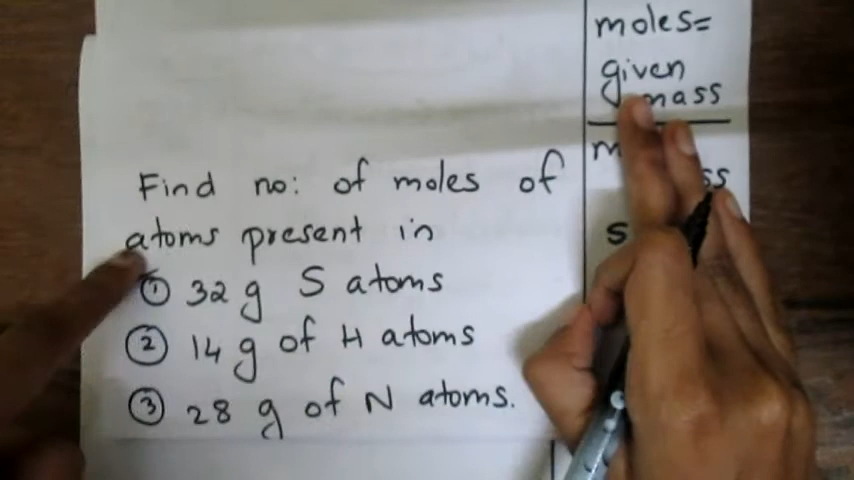 Find no: of moles of
atoms present in
① 32 g S atoms
② 14 g of H atoms
③ 28 g of N atoms.
moles=
given
mass